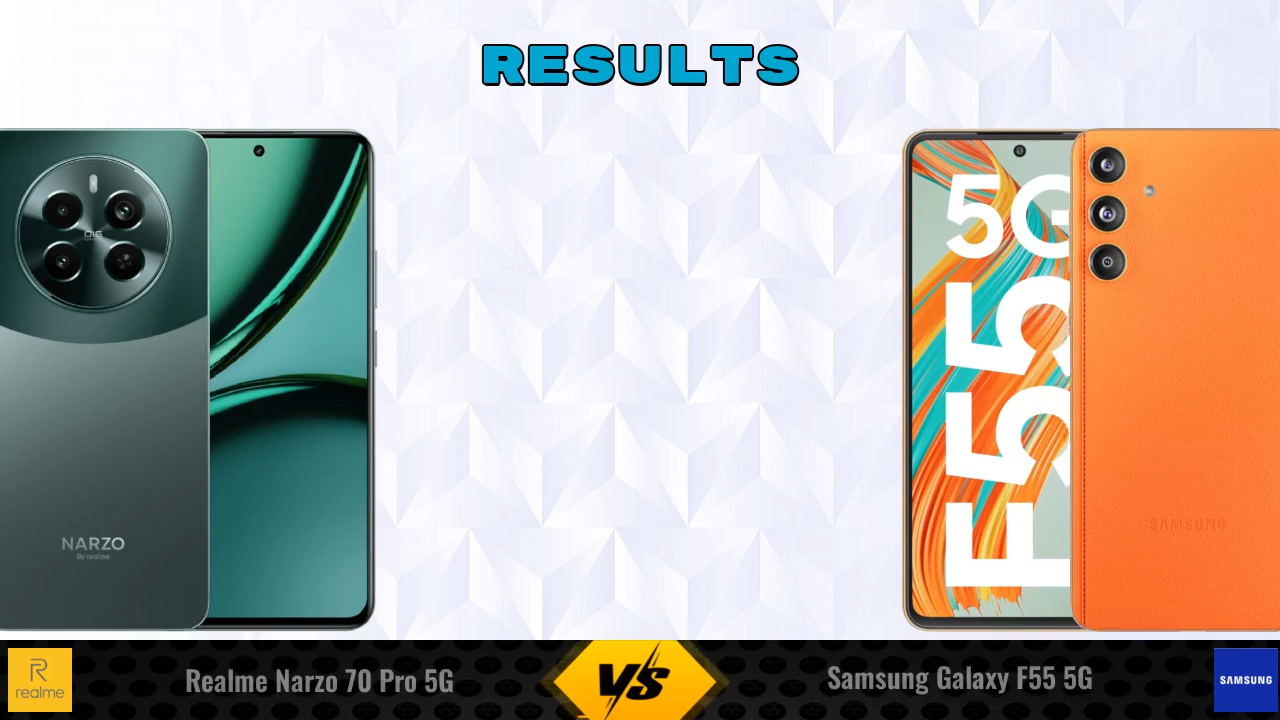 RESULTS
NARZO
By realme
5G
F55
SAMSUNG
realme
Realme Narzo 70 Pro 5G
VS
Samsung Galaxy F55 5G
SAMSUNG